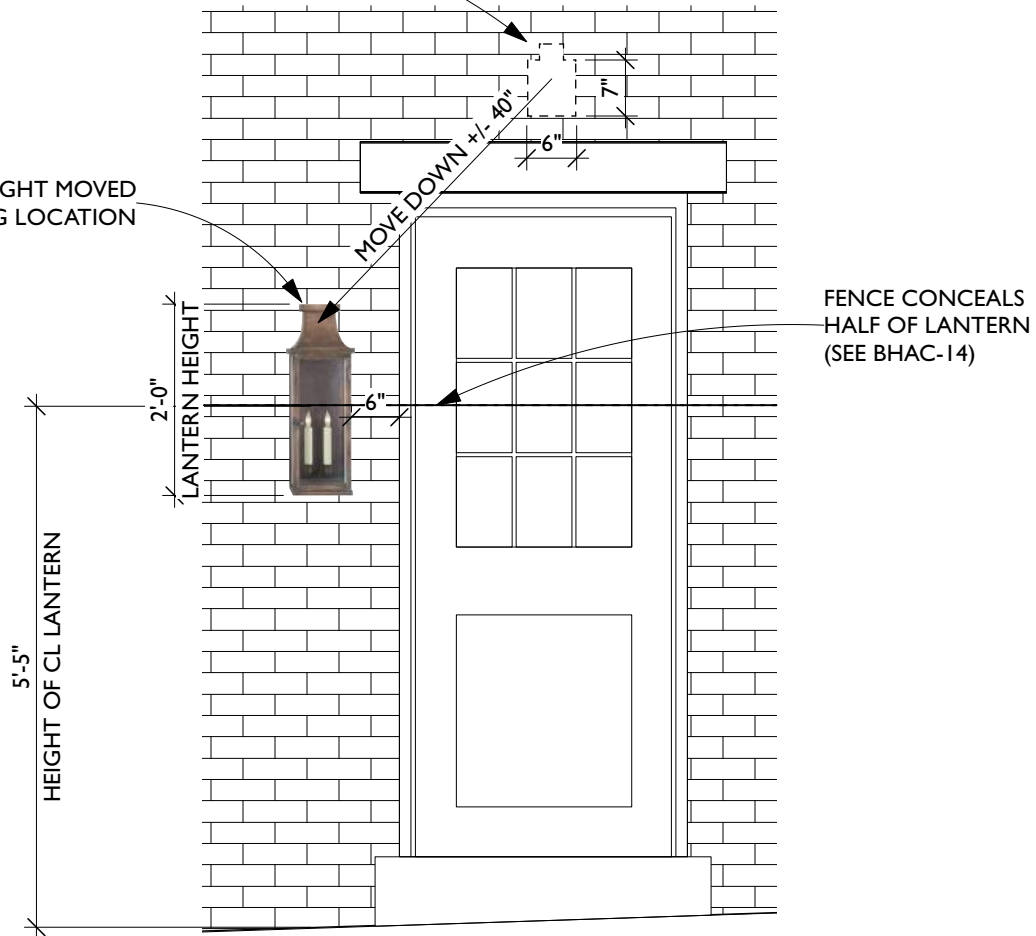 7"
6"
MOVE DOWN +/- 40"
MOVED
LOCATION
2'-0"
LANTERN HEIGHT
6"
FENCE CONCEALS
HALF OF LANTERN
(SEE BHAC-14)
5'-5"
HEIGHT OF CL LANTERN